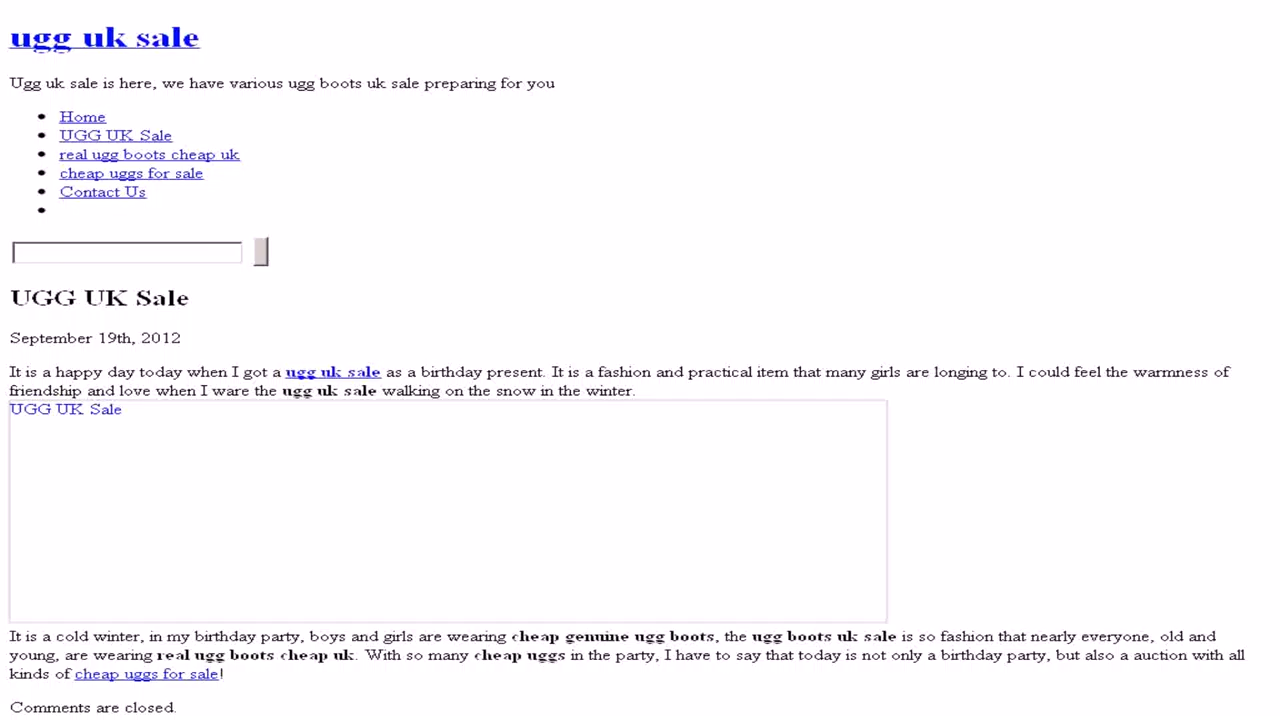 ugg uk sale
Ugg uk sale is here, we have various ugg boots uk sale preparing for you
Home
UGG UK Sale
real ugg boots cheap uk
cheap uggs for sale
Contact Us
UGG UK Sale
September 19th, 2012
It is a happy day today when I got a ugg uk sale as a birthday present. It is a fashion and practical item that many girls are longing to. I could feel the warmness of
friendship and love when I ware the ugg uk sale walking on the snow in the winter.
UGG UK Sale
It is a cold winter, in my birthday party, boys and girls are wearing cheap genuine ugg boots, the ugg boots uk sale is so fashion that nearly everyone, old and
young, are wearing real ugg boots cheap uk. With so many cheap uggs in the party, I have to say that today is not only a birthday party, but also a auction with all
kinds of cheap uggs for sale!
Comments are closed.